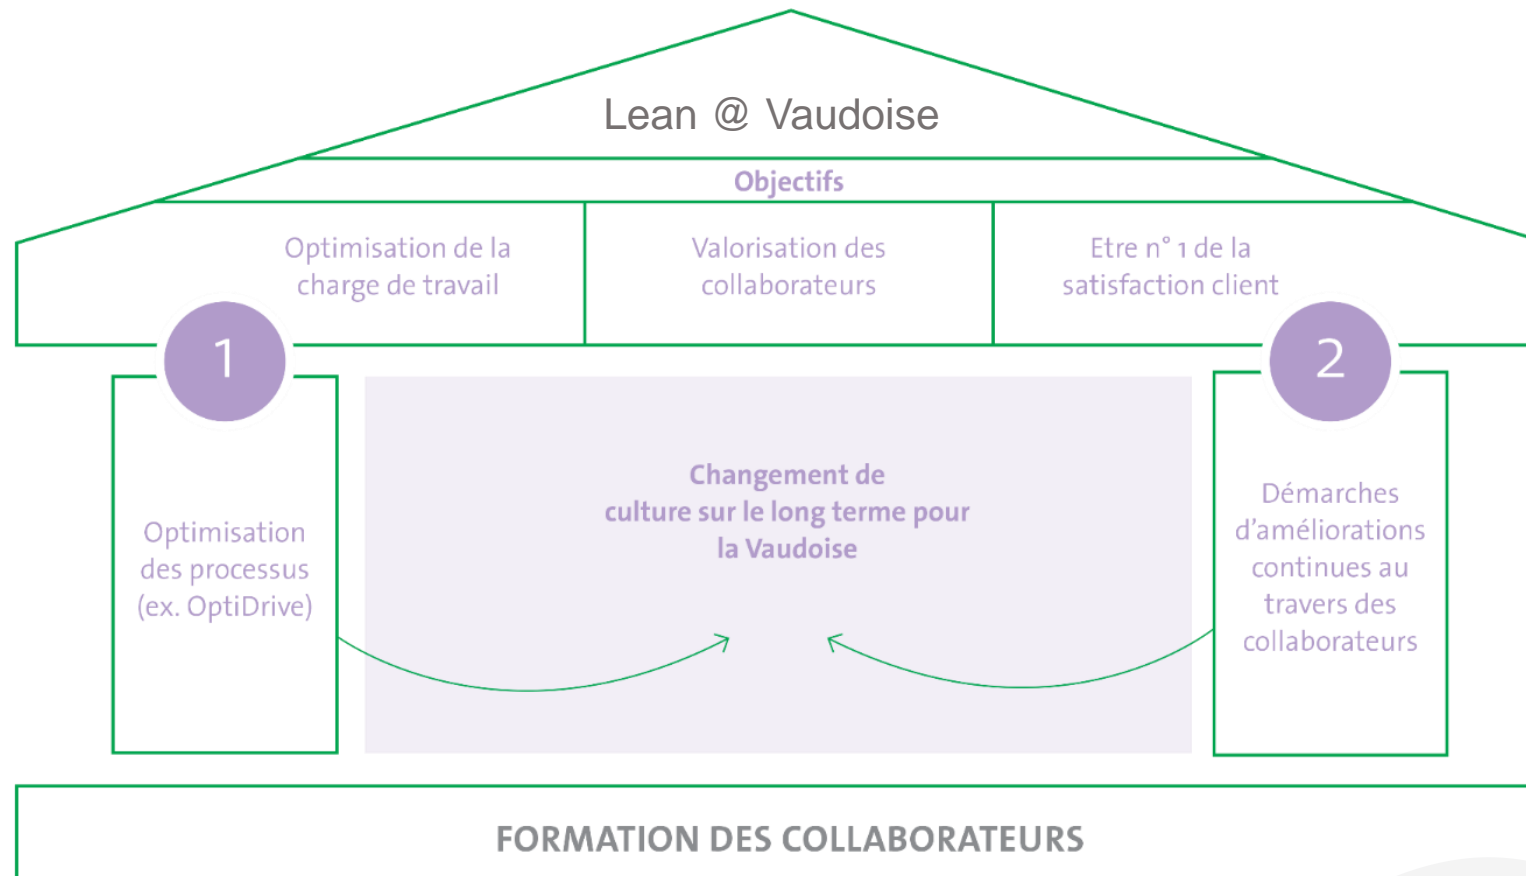 Lean @ Vaudoise
Objectifs
Optimisation de la
charge de travail
Valorisation des
collaborateurs
Etre n° 1 de la
satisfaction client
1
2
Optimisation
des processus
(ex. OptiDrive)
Changement de
culture sur le long terme pour
la Vaudoise
Démarches
d'améliorations
continues au
travers des
collaborateurs
FORMATION DES COLLABORATEURS